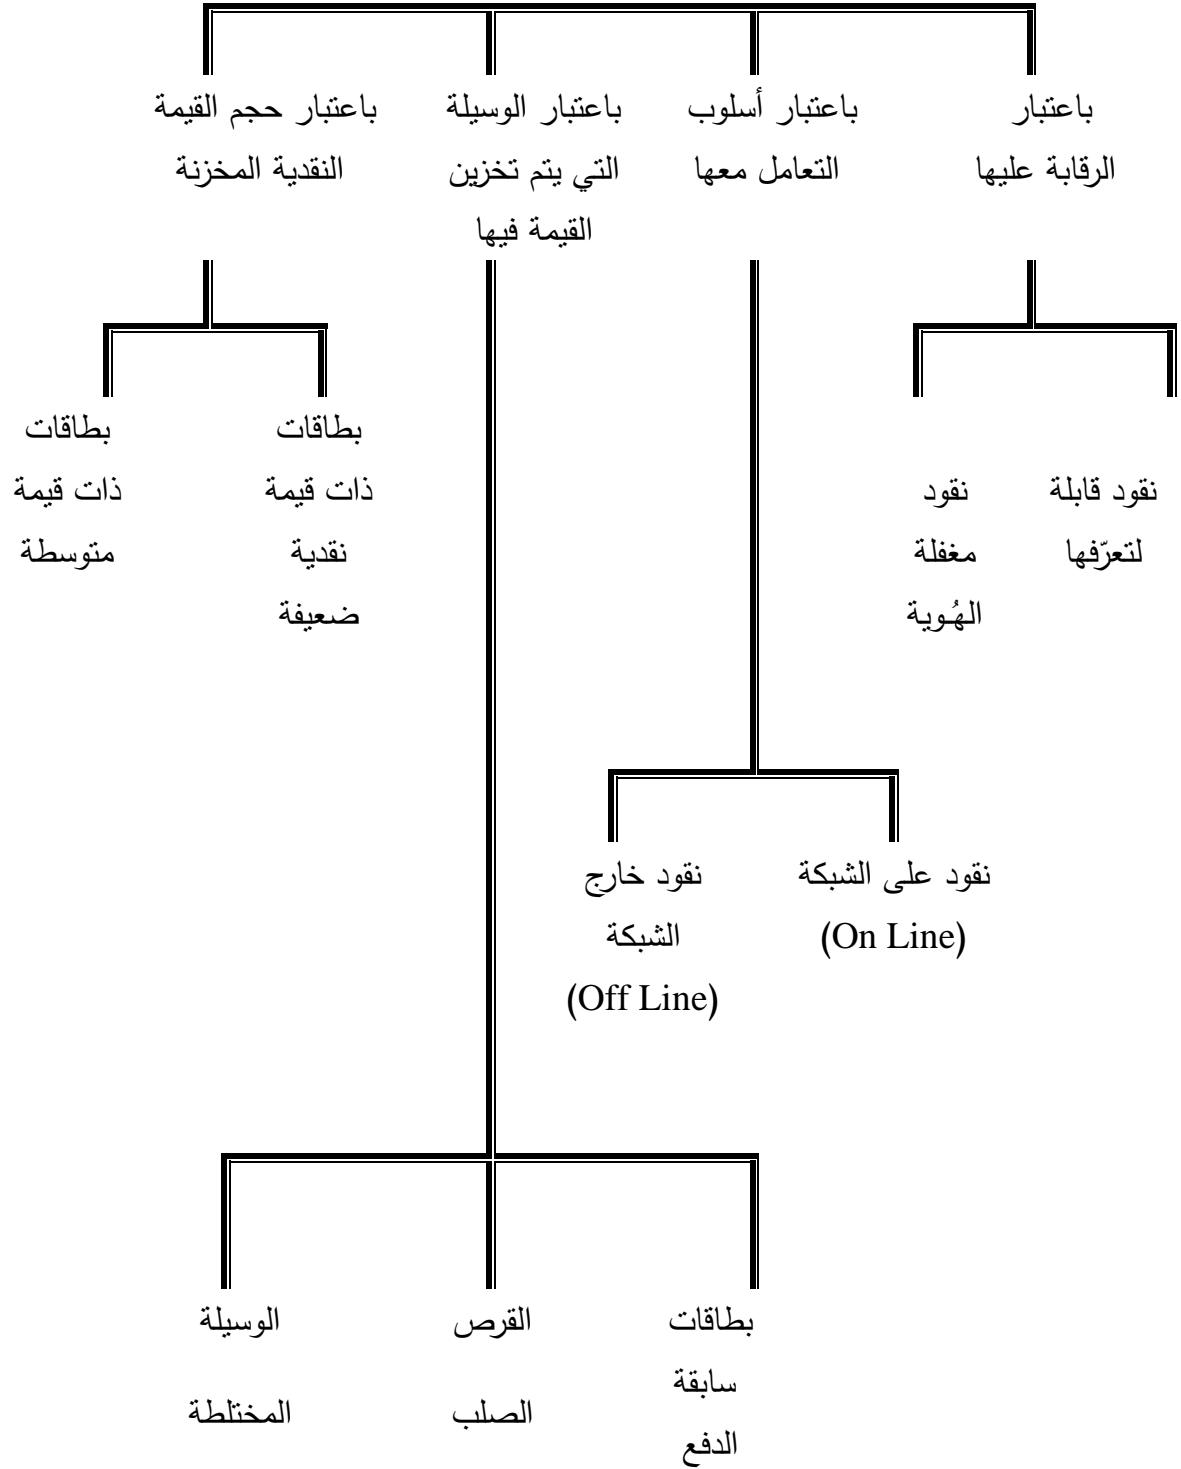 باعتبار
الرقابة عليها
باعتبار أسلوب
التعامل معها
باعتبار الوسيلة
التي يتم تخزين
القيمة فيها
باعتبار حجم القيمة
النقدية المخزنة
نقود قابلة
لتعرّفها
نقود
مغفلة
الهُوية
بطاقات
ذات قيمة
نقدية
ضعيفة
بطاقات
ذات قيمة
متوسطة
نقود على الشبكة
(On Line)
نقود خارج
الشبكة
(Off Line)
بطاقات
سابقة
الدفع
القرص
الصلب
الوسيلة
المختلطة